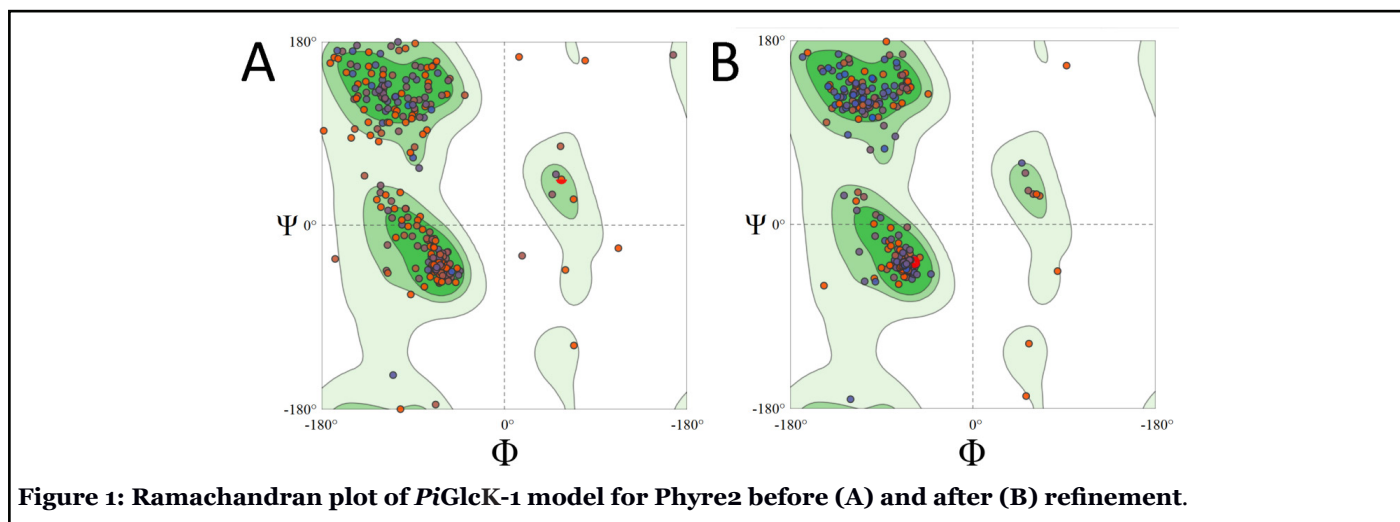 A
B
180°
180°
Ψ 0°
Ψ 0°
-180°
-180°
-180° 0° -180°
-180° 0° -180°
Φ
Φ
Figure 1: Ramachandran plot of PiGlcK-1 model for Phyre2 before (A) and after (B) refinement.